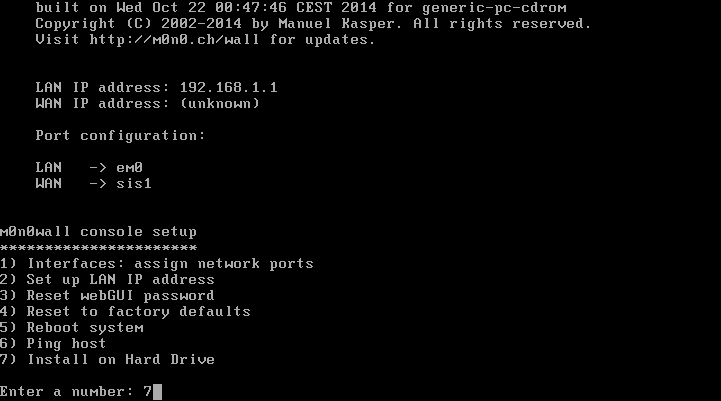 built on Wed Oct 22 00:47:46 CEST 2014 for generic-pc-cdrom
Copyright (C) 2002-2014 by Manuel Kasper. All rights reserved.
Visit http://m0n0.ch/wall for updates.
LAN IP address: 192.168.1.1
WAN IP address: (unknown)
Port configuration:
LAN -> em0
WAN -> sis1
m0n0wall console setup
**********************
1) Interfaces: assign network ports
2) Set up LAN IP address
3) Reset webGUI password
4) Reset to factory defaults
5) Reboot system
6) Ping host
7) Install on Hard Drive
Enter a number: 7